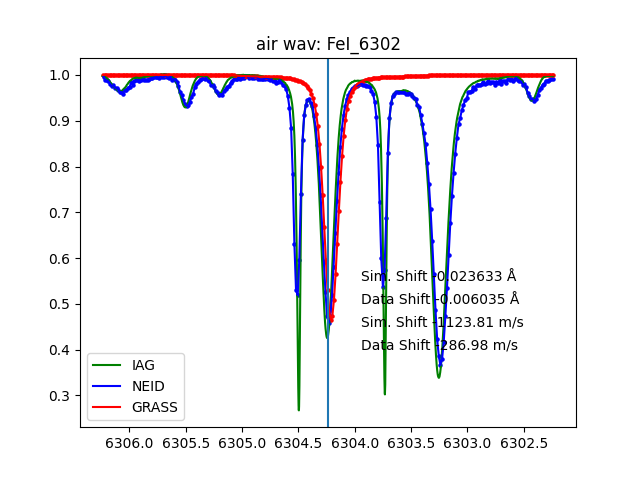 air wav: FeI_6302
1.0
0.9
0.8
0.7
0.6
0.5
0.4
0.3
Sim. Shift -0.023633 Å
Data Shift -0.006035 Å
Sim. Shift -1123.81 m/s
Data Shift -286.98 m/s
IAG
NEID
GRASS
6306.0 6305.5 6305.0 6304.5 6304.0 6303.5 6303.0 6302.5